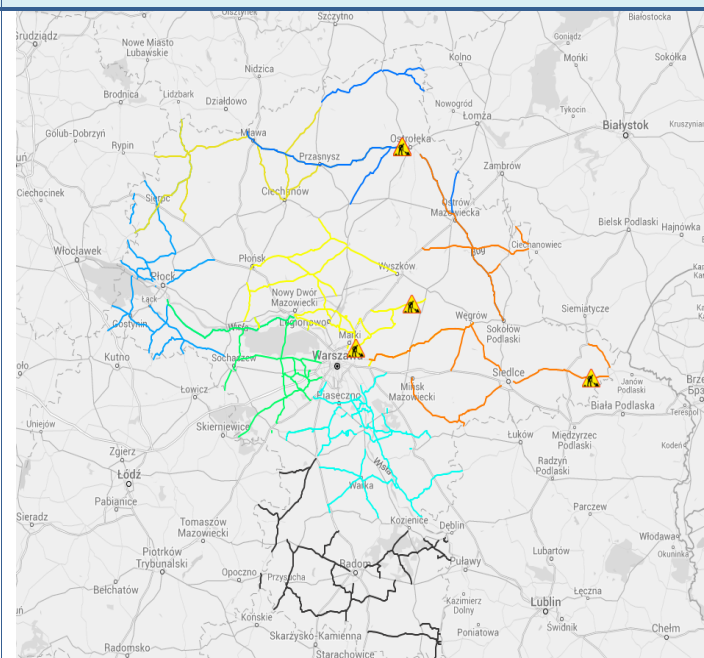 Olsztynek
Szczytno
Białostocka
Grudziądz
Nowe Miasto
Lubawskie
Goniądz
Mońki
Sokółka
Nidzica
Kolno
Brodnica
Lidzbark
Działdowo
Nowogród
Łomża
Tykocin
Białystok
Golub-Dobrzyń
Rypin
Mława
Ostrołęka
Przasnysz
Zambrów
Ciechocinek
Sierpc
Ciechanów
Ostrów
Mazowiecka
Bielsk Podlaski
Hajnówka
Włocławek
Płońsk
Bug
Ciechanowiec
Wyszków
Płock
Łąck
Nowy Dwór
Mazowiecki
Węgrów
Siemiatycze
Gostynin
Wisła
Legionowo
Marki
Sokołów
Podlaski
Kutno
Sochaczew
Warszawa
Siedlce
Mińsk
Mazowiecki
Janów
Podlaski
Łowicz
Piaseczno
Biała Podlaska
Terespol
Uniejów
Skierniewice
Łuków
Międzyrzec
Podlaski
Kodeń
Zgierz
Łódź
Wisła
Radzyń
Podlaski
Pabianice
Warka
Parczew
Sieradz
Tomaszów
Mazowiecki
Kozienice
Dęblin
Włodawa
Okuninka
Piotrków
Trybunalski
Lubartów
Radom
Puławy
Opoczno
Przysucha
Bełchatów
Łęczna
Kazimierz
Dolny
Lublin
Końskie
Świdnik
Chełm
Poniatowa
Skarżysko-Kamienna
Radomsko
Starachowice